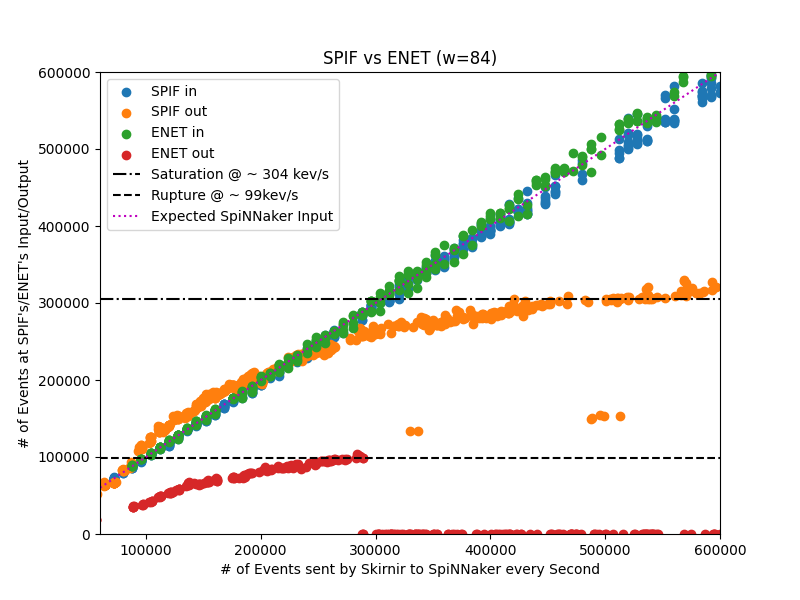 SPIF vs ENET (w=84)
# of Events at SPIF's/ENET's Input/Output
600000
500000
400000
300000
200000
100000
0
SPIF in
SPIF out
ENET in
ENET out
Saturation @ ~ 304 kev/s
Rupture @ ~ 99kev/s
Expected SpiNNaker Input
100000 200000 300000 400000 500000 600000
# of Events sent by Skirnir to SpiNNaker every Second